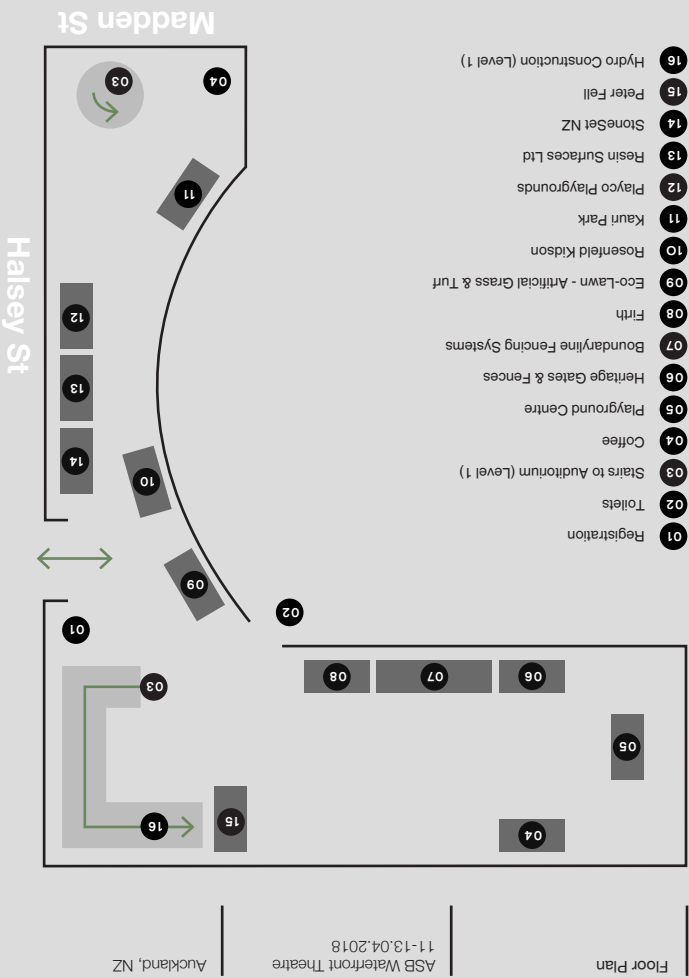 Floor Plan
ASB Waterfront Theatre
11-13.04.2018
Auckland, NZ
04
15
16
05
06
07
08
03
02
01
09
10
14
13
12
11
04
03
01 Registration
02 Toilets
03 Stairs to Auditorium (Level 1)
04 Coffee
05 Playground Centre
06 Heritage Gates & Fences
07 Boundaryline Fencing Systems
08 Firth
09 Eco-Lawn - Artificial Grass & Turf
10 Rosenfeld Kidson
11 Kauri Park
12 Playco Playgrounds
13 Resin Surfaces Ltd
14 StoneSet NZ
15 Peter Fell
16 Hydro Construction (Level 1)
Halsey St
Madden St